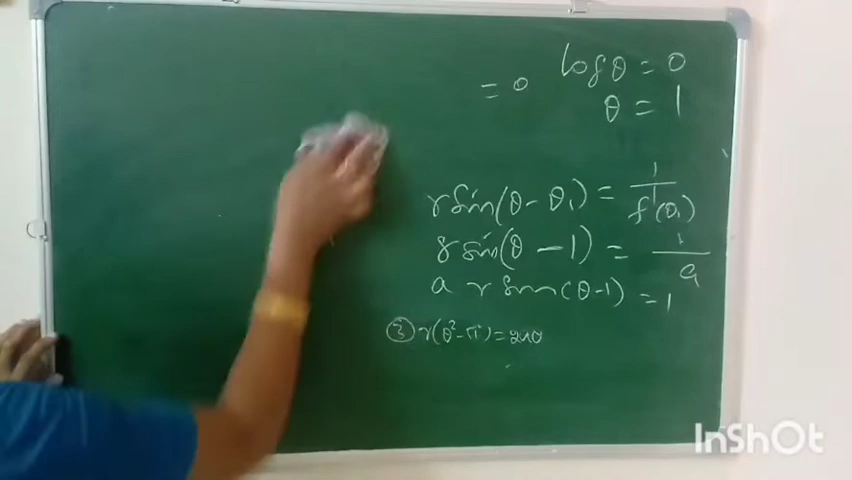 log θ = 0
= 0
θ = 1
r sin(θ - θ₁) = 1/f'(θ₁)
r sin(θ - 1) = 1/a
a r sin(θ-1) = 1
③ r(θ² - π²) = 2aθ
InShOt